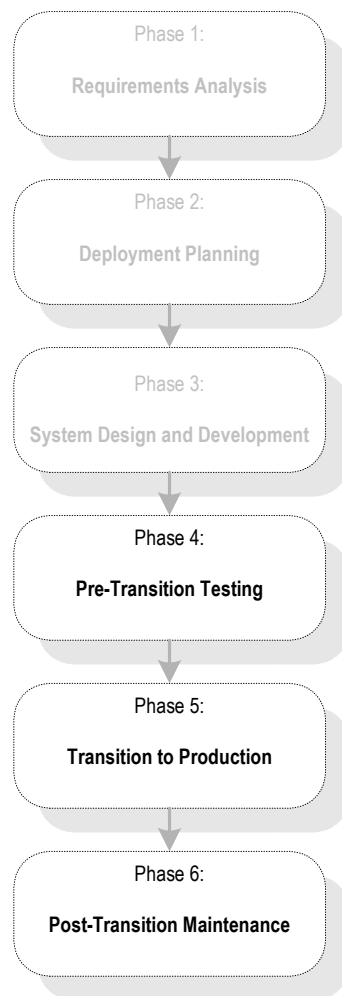 Phase 1:
Requirements Analysis
Phase 2:
Deployment Planning
Phase 3:
System Design and Development
Phase 4:
Pre-Transition Testing
Phase 5:
Transition to Production
Phase 6:
Post-Transition Maintenance